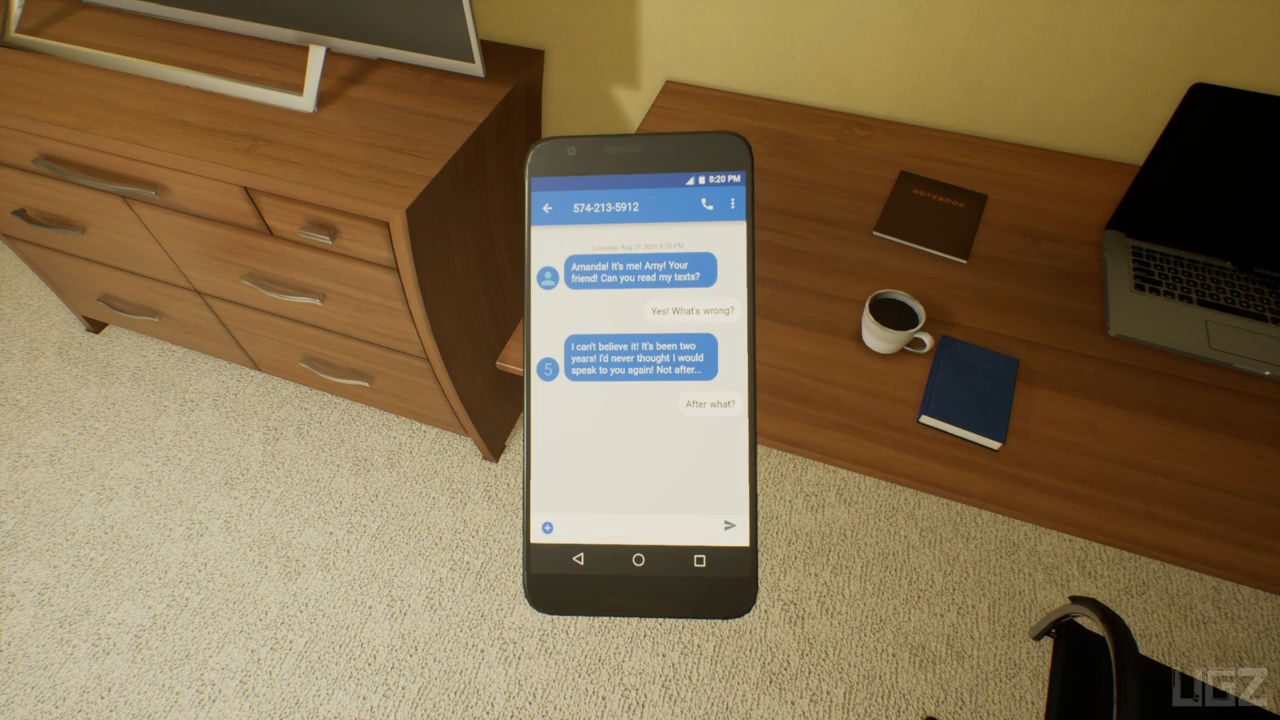 8:20 PM
574-213-5912
Tuesday, Aug 31 2021 8:20 PM
Amanda! It's me! Amy! Your
friend! Can you read my texts?
Yes! What's wrong?
I can't believe it! It's been two
years! I'd never thought I would
speak to you again! Not after...
5
After what?
NOTEBOOK
UGZ